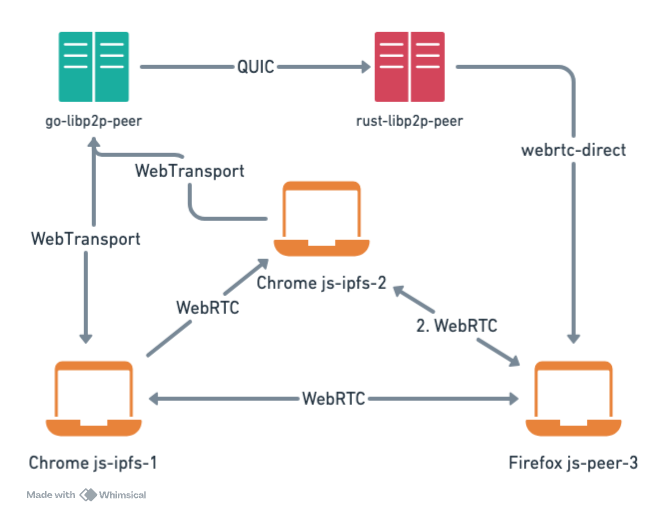 QUIC
go-libp2p-peer
rust-libp2p-peer
webrtc-direct
WebTransport
WebTransport
Chrome js-ipfs-2
WebRTC
2. WebRTC
WebRTC
Chrome js-ipfs-1
Firefox js-peer-3
Made with Whimsical